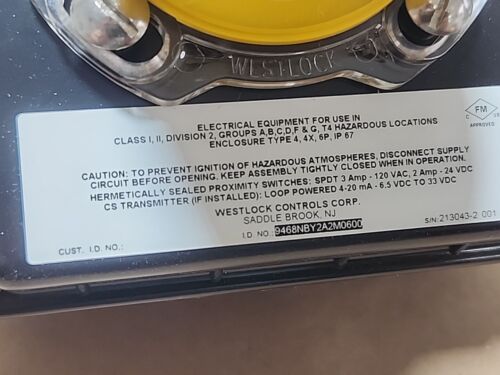 WESTLOCK
ELECTRICAL EQUIPMENT FOR USE IN
CLASS I, II, DIVISION 2, GROUPS A,B,C,D,F & G, T4 HAZARDOUS LOCATIONS
ENCLOSURE TYPE 4, 4X, 6P, IP 67
C FM US
APPROVED
CAUTION: TO PREVENT IGNITION OF HAZARDOUS ATMOSPHERES, DISCONNECT SUPPLY
CIRCUIT BEFORE OPENING. KEEP ASSEMBLY TIGHTLY CLOSED WHEN IN OPERATION.
HERMETICALLY SEALED PROXIMITY SWITCHES: SPDT 3 Amp - 120 VAC, 2 Amp - 24 VDC
CS TRANSMITTER (IF INSTALLED): LOOP POWERED 4-20 mA - 6.5 VDC TO 33 VDC
WESTLOCK CONTROLS CORP.
SADDLE BROOK, NJ
I.D NO.: 9468NBY2A2M0600
CUST. I.D NO.:
S/N: 213043-2 001